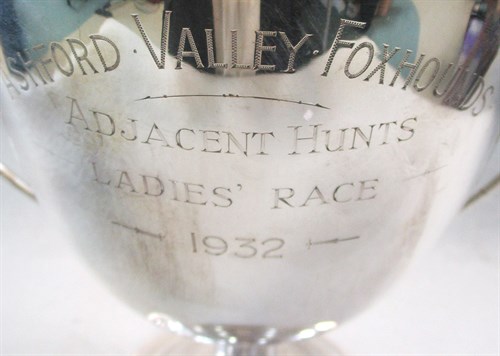 ASHFORD · VALLEY · FOXHOUNDS
ADJACENT HUNTS
LADIES' RACE
1932